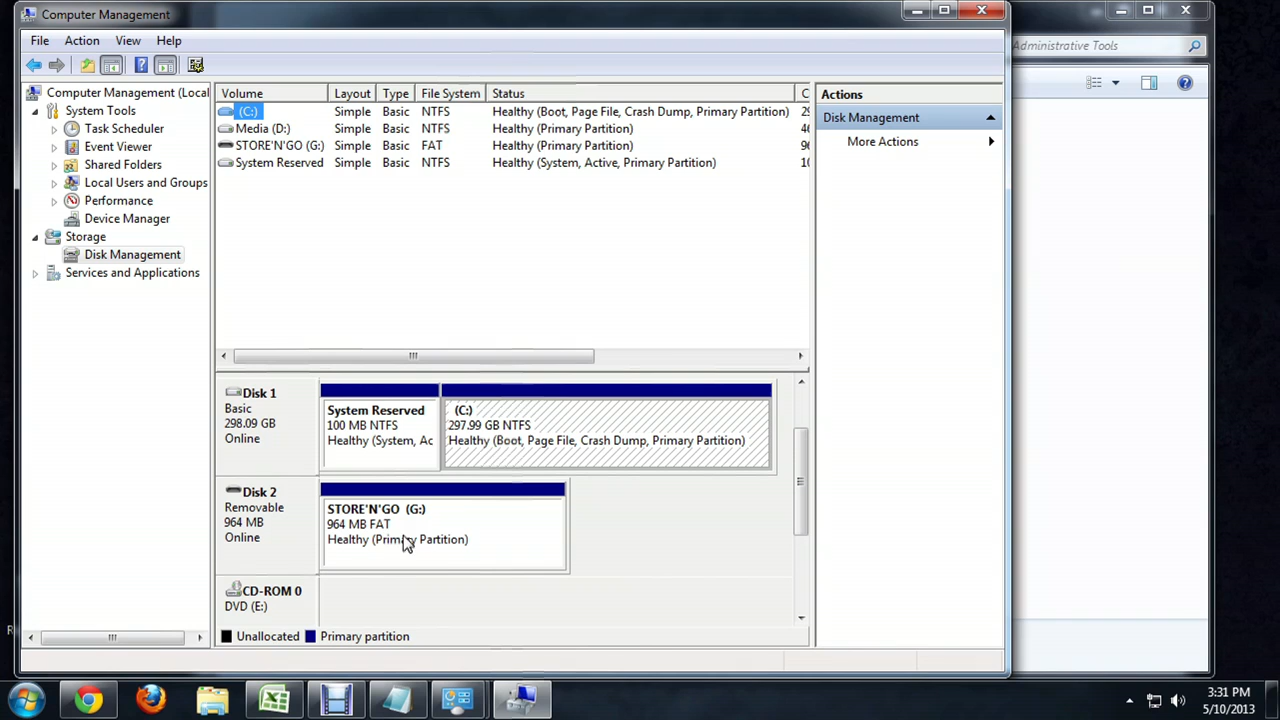 Computer Management
File Action View Help
Administrative Tools
Computer Management (Local
System Tools
Task Scheduler
Event Viewer
Shared Folders
Local Users and Groups
Performance
Device Manager
Storage
Disk Management
Services and Applications
Volume Layout Type File System Status C
(C:) Simple Basic NTFS Healthy (Boot, Page File, Crash Dump, Primary Partition) 29
Media (D:) Simple Basic NTFS Healthy (Primary Partition) 46
STORE'N'GO (G:) Simple Basic FAT Healthy (Primary Partition) 96
System Reserved Simple Basic NTFS Healthy (System, Active, Primary Partition) 10
Actions
Disk Management
More Actions
Disk 1
Basic
298.09 GB
Online
System Reserved
100 MB NTFS
Healthy (System, Ac
(C:)
297.99 GB NTFS
Healthy (Boot, Page File, Crash Dump, Primary Partition)
Disk 2
Removable
964 MB
Online
STORE'N'GO (G:)
964 MB FAT
Healthy (Primary Partition)
CD-ROM 0
DVD (E:)
Unallocated Primary partition
R
3:31 PM
5/10/2013